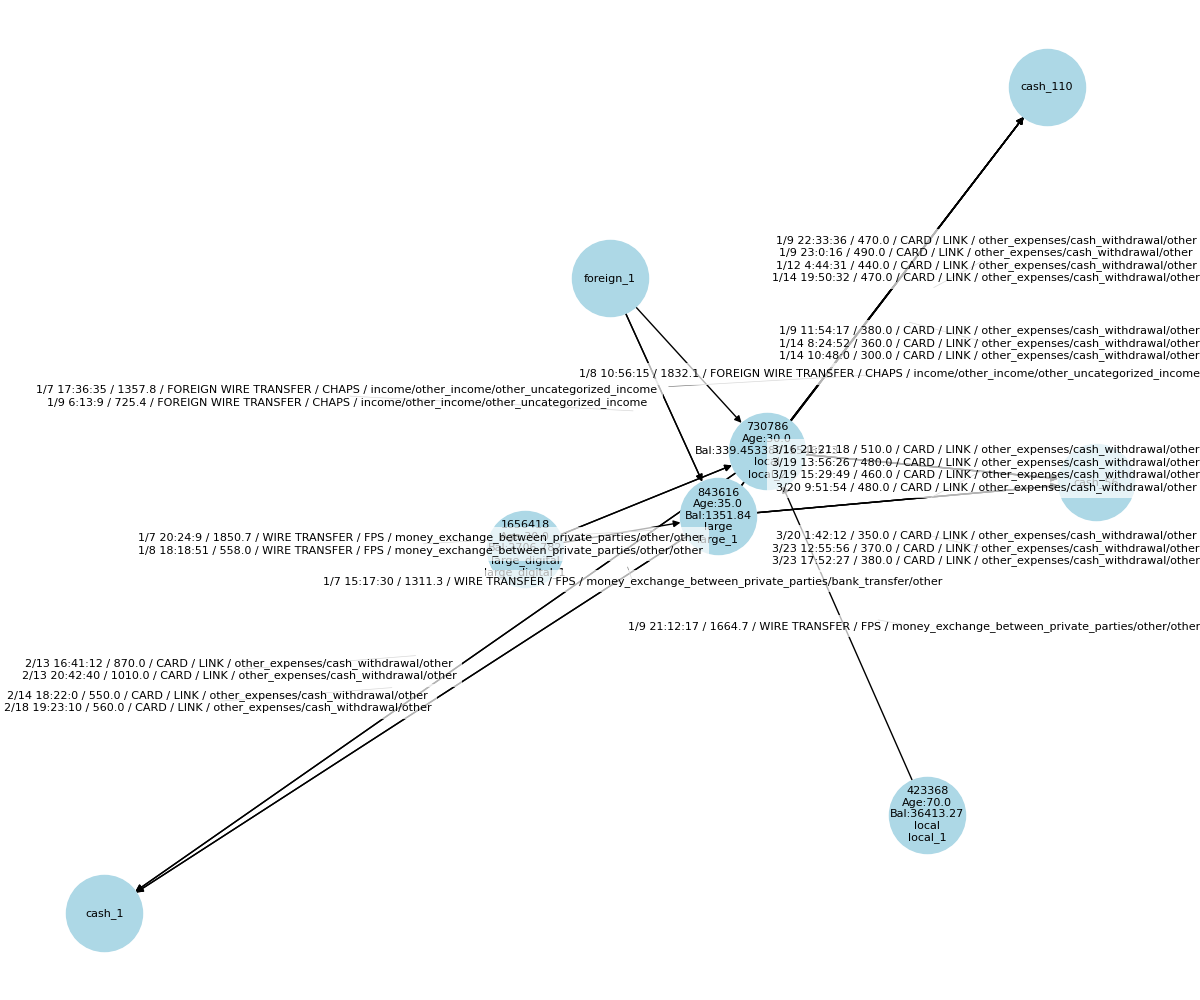 cash_110
1/9 22:33:36 / 470.0 / CARD / LINK / other_expenses/cash_withdrawal/other
1/9 23:0:16 / 490.0 / CARD / LINK / other_expenses/cash_withdrawal/other
1/12 4:44:31 / 440.0 / CARD / LINK / other_expenses/cash_withdrawal/other
1/14 19:50:32 / 470.0 / CARD / LINK / other_expenses/cash_withdrawal/other
foreign_1
1/9 11:54:17 / 380.0 / CARD / LINK / other_expenses/cash_withdrawal/other
1/14 8:24:52 / 360.0 / CARD / LINK / other_expenses/cash_withdrawal/other
1/14 10:48:0 / 300.0 / CARD / LINK / other_expenses/cash_withdrawal/other
1/8 10:56:15 / 1832.1 / FOREIGN WIRE TRANSFER / CHAPS / income/other_income/other_uncategorized_income
1/7 17:36:35 / 1357.8 / FOREIGN WIRE TRANSFER / CHAPS / income/other_income/other_uncategorized_income
1/9 6:13:9 / 725.4 / FOREIGN WIRE TRANSFER / CHAPS / income/other_income/other_uncategorized_income
730786
Age:30.0
3/16 21:21:18 / 510.0 / CARD / LINK / other_expenses/cash_withdrawal/other
3/19 13:56:26 / 480.0 / CARD / LINK / other_expenses/cash_withdrawal/other
3/19 15:29:49 / 460.0 / CARD / LINK / other_expenses/cash_withdrawal/other
3/20 9:51:54 / 480.0 / CARD / LINK / other_expenses/cash_withdrawal/other
843616
Age:35.0
Bal:1351.84
large
large_1
1656418
large_digital
large_digital_1
1/7 20:24:9 / 1850.7 / WIRE TRANSFER / FPS / money_exchange_between_private_parties/other/other
1/8 18:18:51 / 558.0 / WIRE TRANSFER / FPS / money_exchange_between_private_parties/other/other
3/20 1:42:12 / 350.0 / CARD / LINK / other_expenses/cash_withdrawal/other
3/23 12:55:56 / 370.0 / CARD / LINK / other_expenses/cash_withdrawal/other
3/23 17:52:27 / 380.0 / CARD / LINK / other_expenses/cash_withdrawal/other
1/7 15:17:30 / 1311.3 / WIRE TRANSFER / FPS / money_exchange_between_private_parties/bank_transfer/other
1/9 21:12:17 / 1664.7 / WIRE TRANSFER / FPS / money_exchange_between_private_parties/other/other
2/13 16:41:12 / 870.0 / CARD / LINK / other_expenses/cash_withdrawal/other
2/13 20:42:40 / 1010.0 / CARD / LINK / other_expenses/cash_withdrawal/other
2/14 18:22:0 / 550.0 / CARD / LINK / other_expenses/cash_withdrawal/other
2/18 19:23:10 / 560.0 / CARD / LINK / other_expenses/cash_withdrawal/other
423368
Age:70.0
Bal:36413.27
local
local_1
cash_1